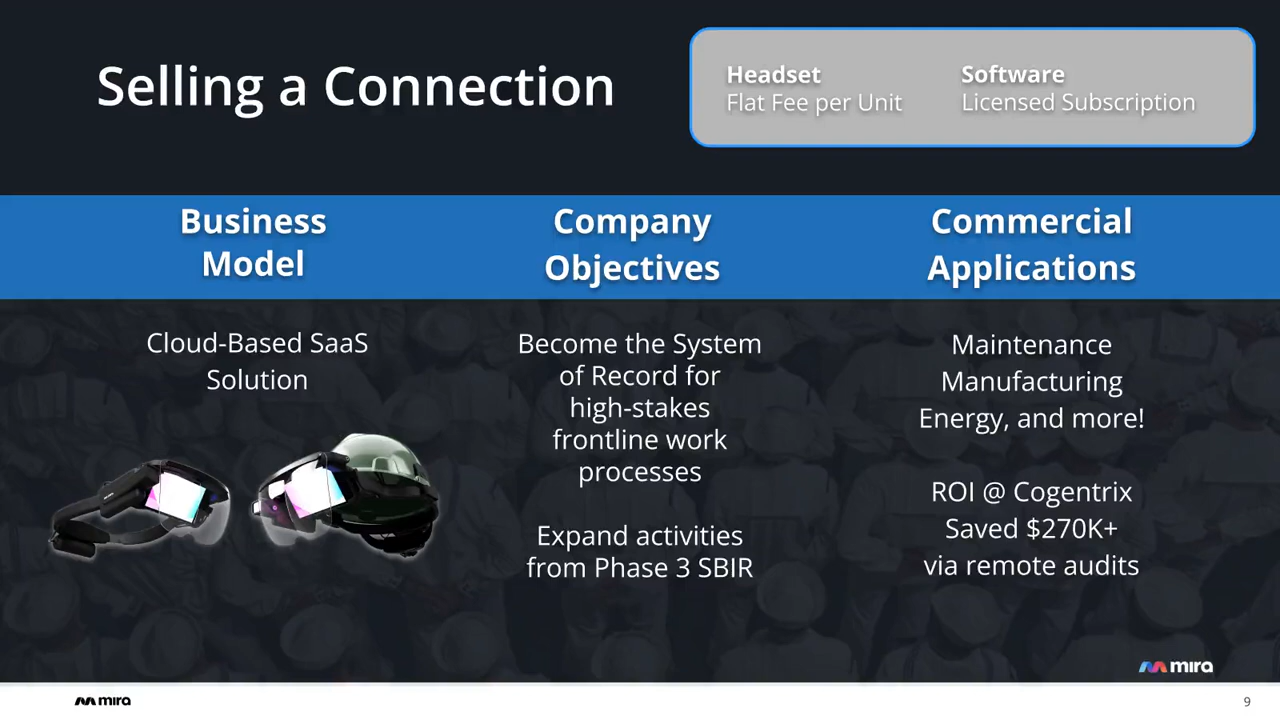 Selling a Connection
Headset
Flat Fee per Unit
Software
Licensed Subscription
Business
Model
Company
Objectives
Commercial
Applications
Cloud-Based SaaS
Solution
Become the System
of Record for
high-stakes
frontline work
processes
Expand activities
from Phase 3 SBIR
Maintenance
Manufacturing
Energy, and more!
ROI @ Cogentrix
Saved $270K+
via remote audits
mira
mira
9